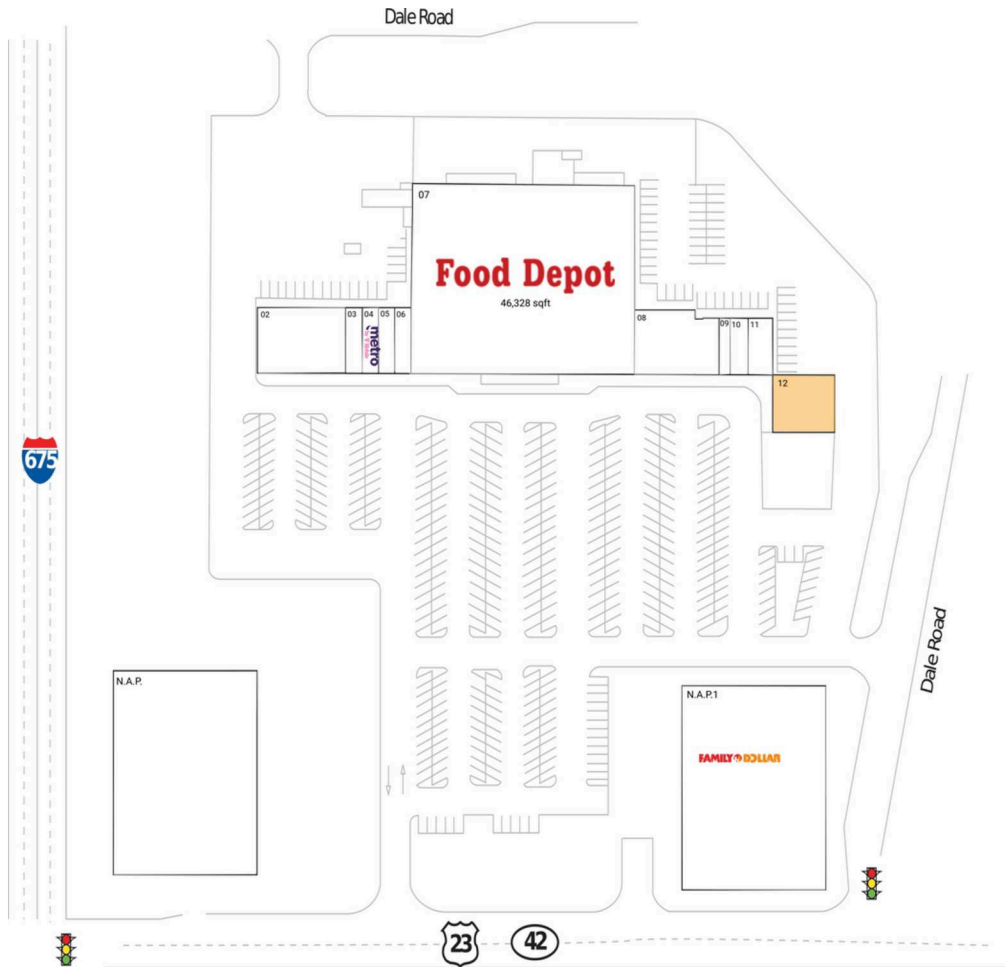 Dale Road
07
Food Depot
46,328 sqft
02
03
04
05
06
metro
08
09
10
11
12
675
Dale Road
N.A.P.
N.A.P.1
FAMILY DOLLAR
23
42